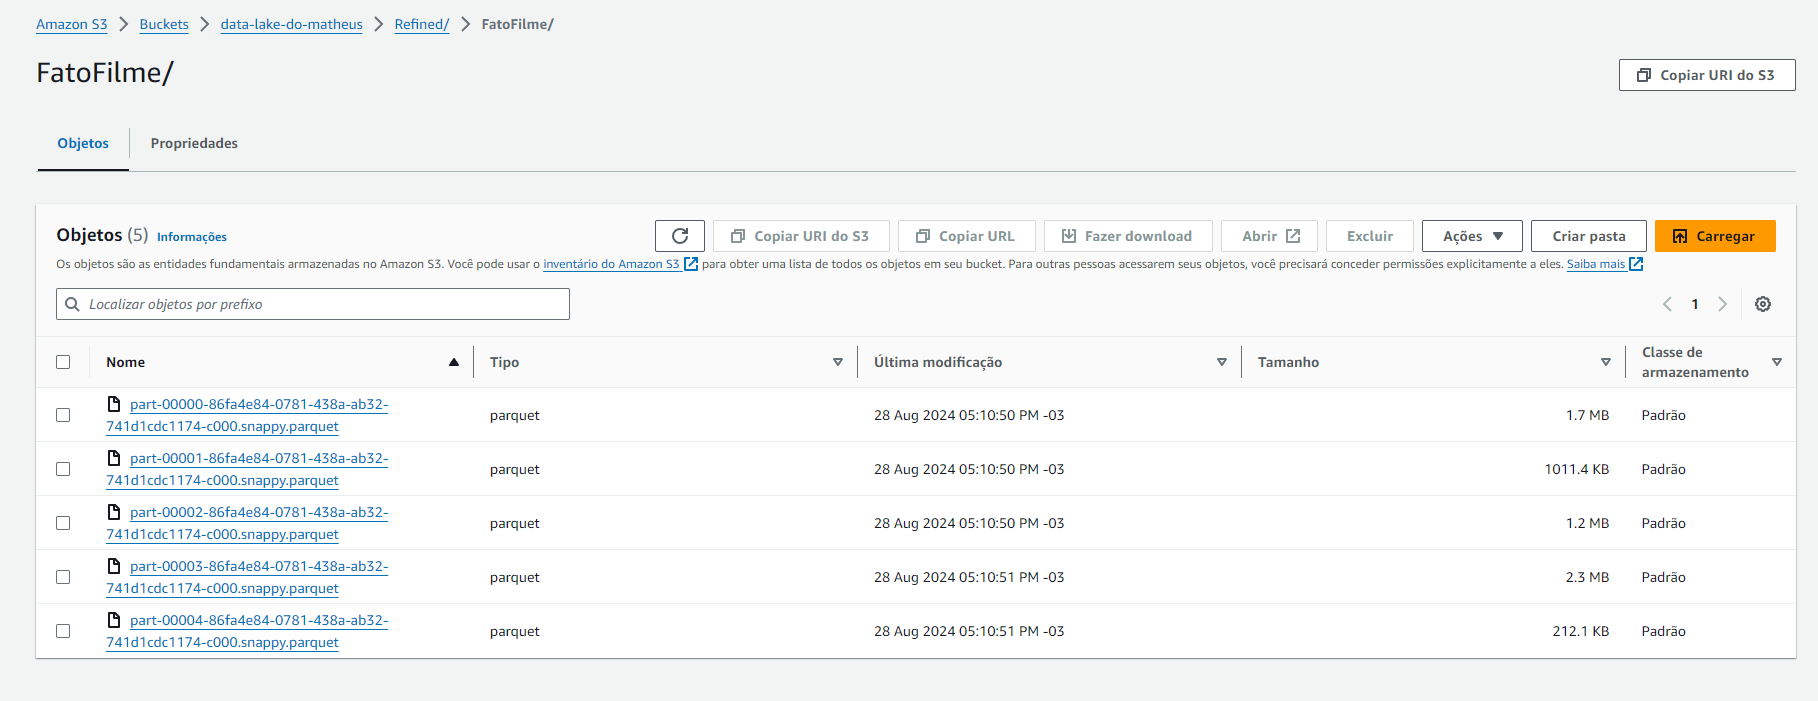 Amazon S3 > Buckets > data-lake-do-matheus > Refined/ > FatoFilme/
FatoFilme/
Copiar URI do S3
Objetos Propriedades
Objetos (5) Informações
Copiar URI do S3 Copiar URL Fazer download Abrir Excluir Ações Criar pasta Carregar
Os objetos são as entidades fundamentais armazenadas no Amazon S3. Você pode usar o inventário do Amazon S3 para obter uma lista de todos os objetos em seu bucket. Para outras pessoas acessarem seus objetos, você precisará conceder permissões explicitamente a eles. Saiba mais
Localizar objetos por prefixo
1
Nome Tipo Última modificação Tamanho Classe de
armazenamento
part-00000-86fa4e84-0781-438a-ab32-
741d1cdc1174-c000.snappy.parquet
parquet 28 Aug 2024 05:10:50 PM -03 1.7 MB Padrão
part-00001-86fa4e84-0781-438a-ab32-
741d1cdc1174-c000.snappy.parquet
parquet 28 Aug 2024 05:10:50 PM -03 1011.4 KB Padrão
part-00002-86fa4e84-0781-438a-ab32-
741d1cdc1174-c000.snappy.parquet
parquet 28 Aug 2024 05:10:50 PM -03 1.2 MB Padrão
part-00003-86fa4e84-0781-438a-ab32-
741d1cdc1174-c000.snappy.parquet
parquet 28 Aug 2024 05:10:51 PM -03 2.3 MB Padrão
part-00004-86fa4e84-0781-438a-ab32-
741d1cdc1174-c000.snappy.parquet
parquet 28 Aug 2024 05:10:51 PM -03 212.1 KB Padrão